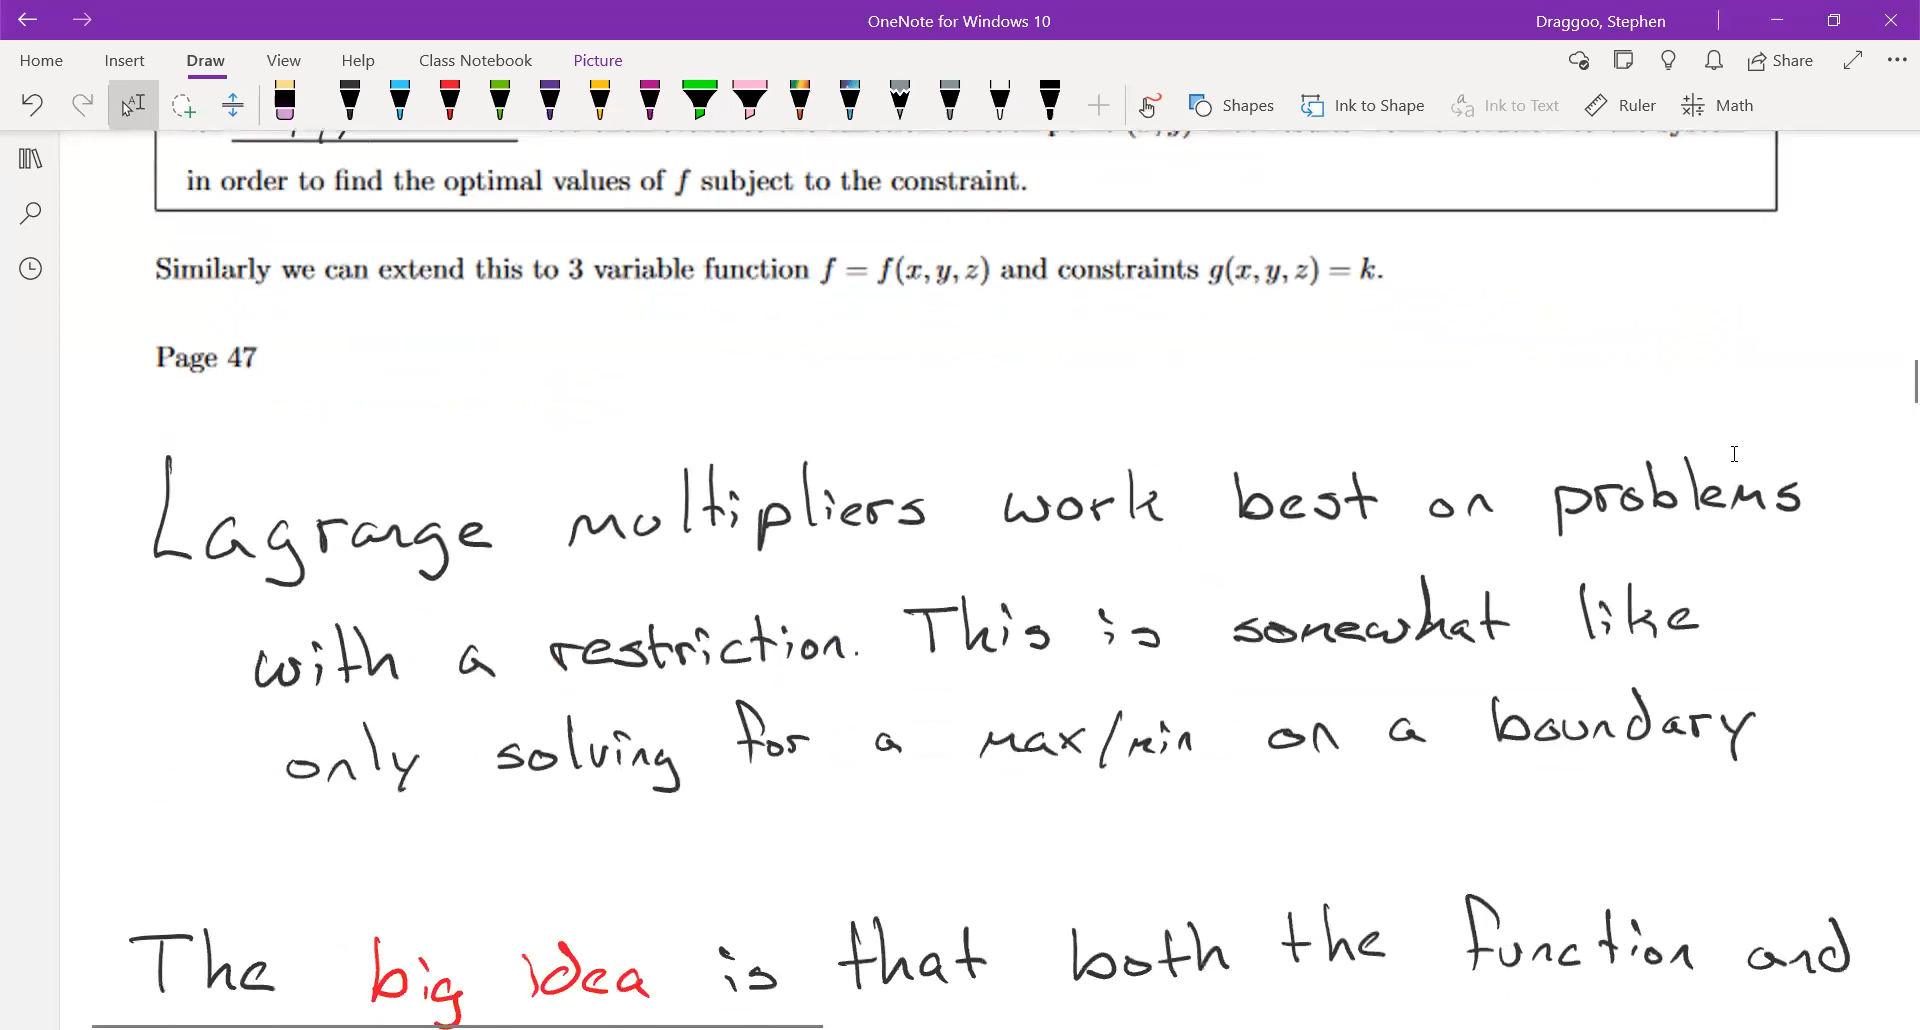 OneNote for Windows 10
Draggoo, Stephen
Home Insert Draw View Help Class Notebook Picture Share
Shapes Ink to Shape Ink to Text Ruler Math
in order to find the optimal values of f subject to the constraint.
Similarly we can extend this to 3 variable function f = f(x, y, z) and constraints g(x, y, z) = k.
Page 47
Lagrange multipliers work best on problems
with a restriction. This is somewhat like
only solving for a max/min on a boundary
The big idea is that both the function and